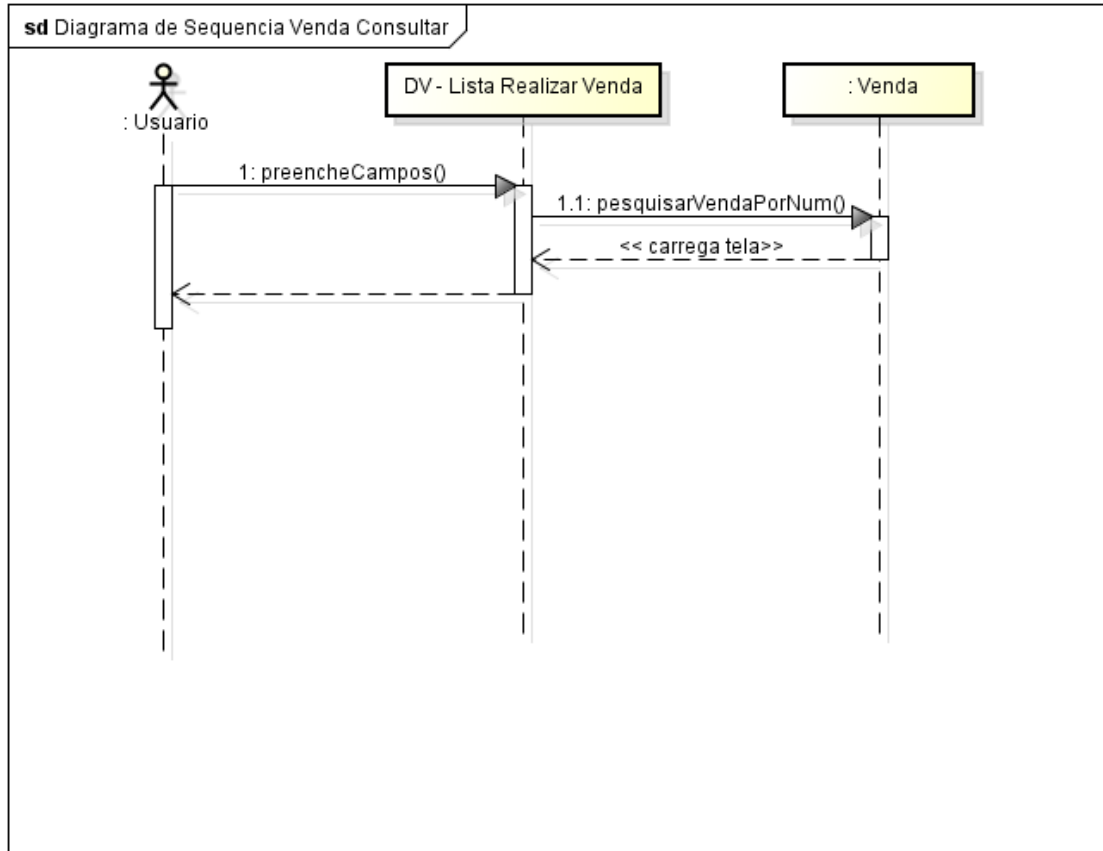 sd Diagrama de Sequencia Venda Consultar
: Usuario
DV - Lista Realizar Venda
: Venda
1: preencheCampos()
1.1: pesquisarVendaPorNum()
<< carrega tela>>